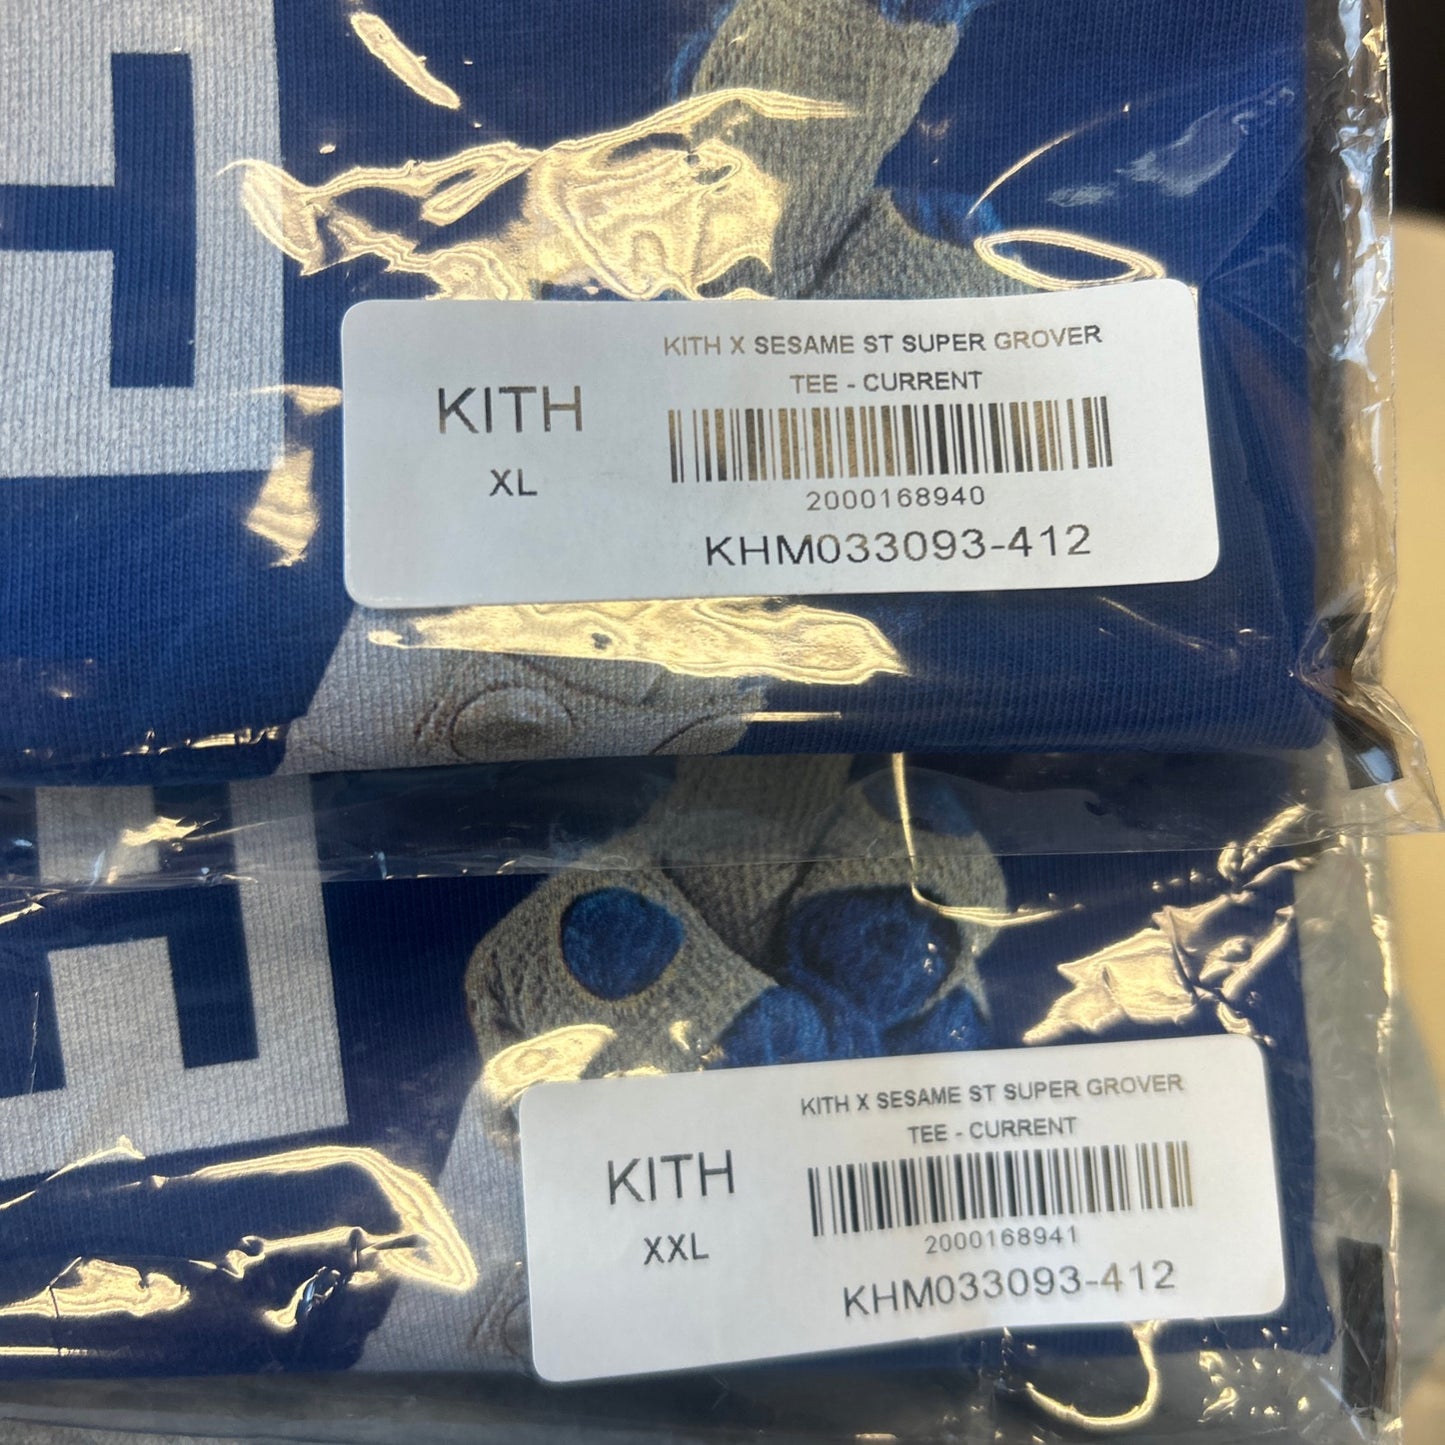 KITH X SESAME ST SUPER GROVER
TEE - CURRENT
KITH
XL
2000168940
KHM033093-412
KITH X SESAME ST SUPER GROVER
TEE - CURRENT
KITH
XXL
2000168941
KHM033093-412